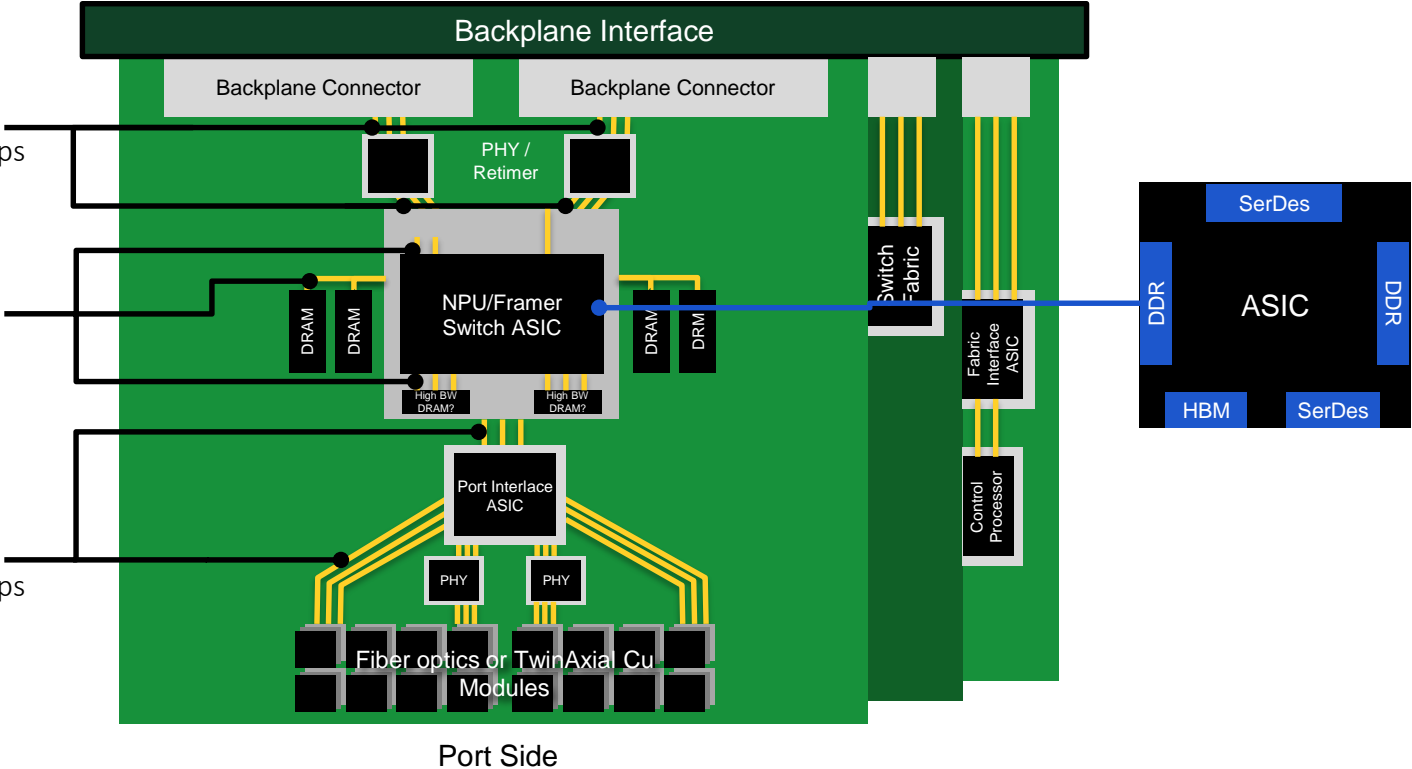 Backplane Interface
Backplane Connector
Backplane Connector
PHY /
Retimer
ps
SerDes
Switch
Fabric
NPU/Framer
Switch ASIC
DRAM
DRAM
DRAM
DRM
DDR
ASIC
DDR
Fabric
Interface
ASIC
High BW
DRAM?
High BW
DRAM?
HBM
SerDes
Port Interlace
ASIC
Control
Processor
PHY
PHY
ps
Fiber optics or TwinAxial Cu
Modules
Port Side